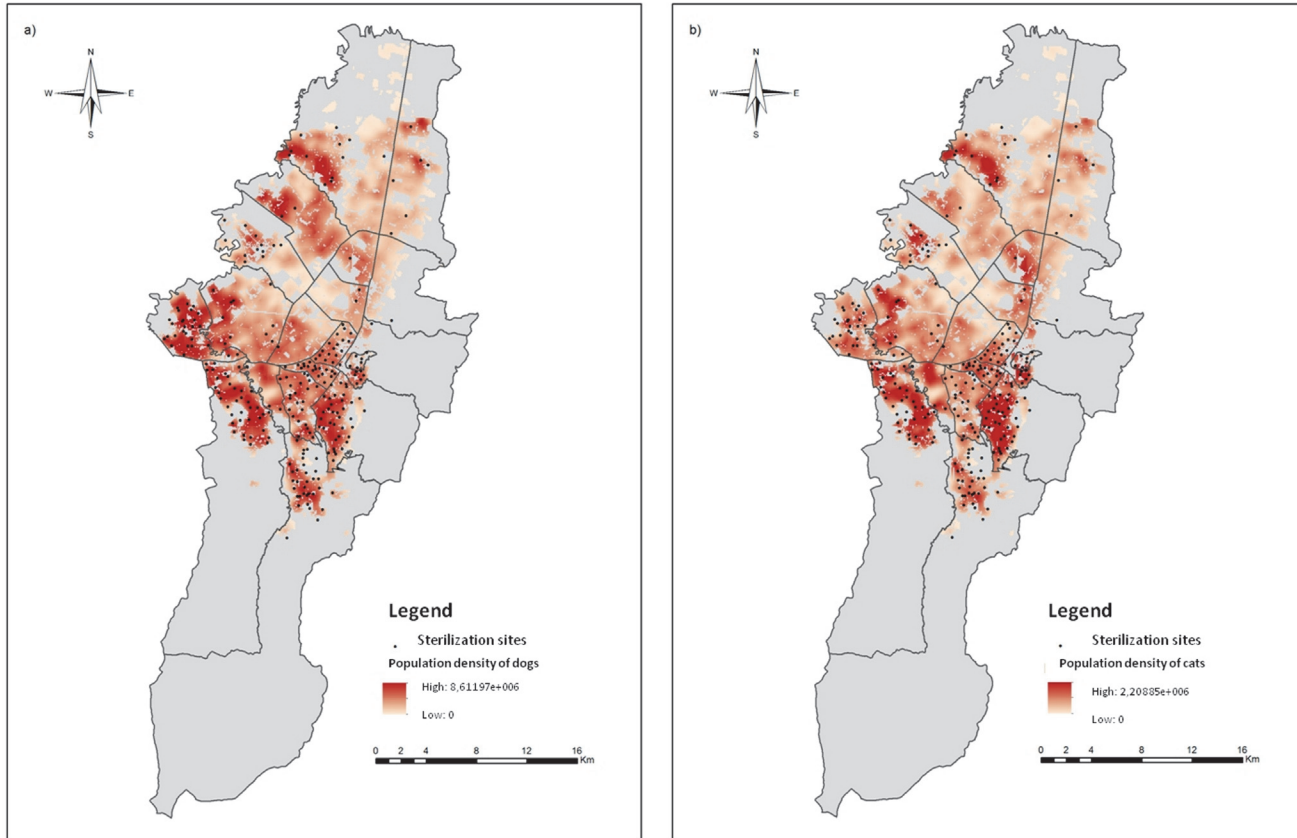 a)
N
W E
S
Legend
Sterilization sites
Population density of dogs
High: 8,61197e+006
Low: 0
0 2 4 8 12 16
Km
b)
N
W E
S
Legend
Sterilization sites
Population density of cats
High: 2,20885e+006
Low: 0
0 2 4 8 12 16
Km